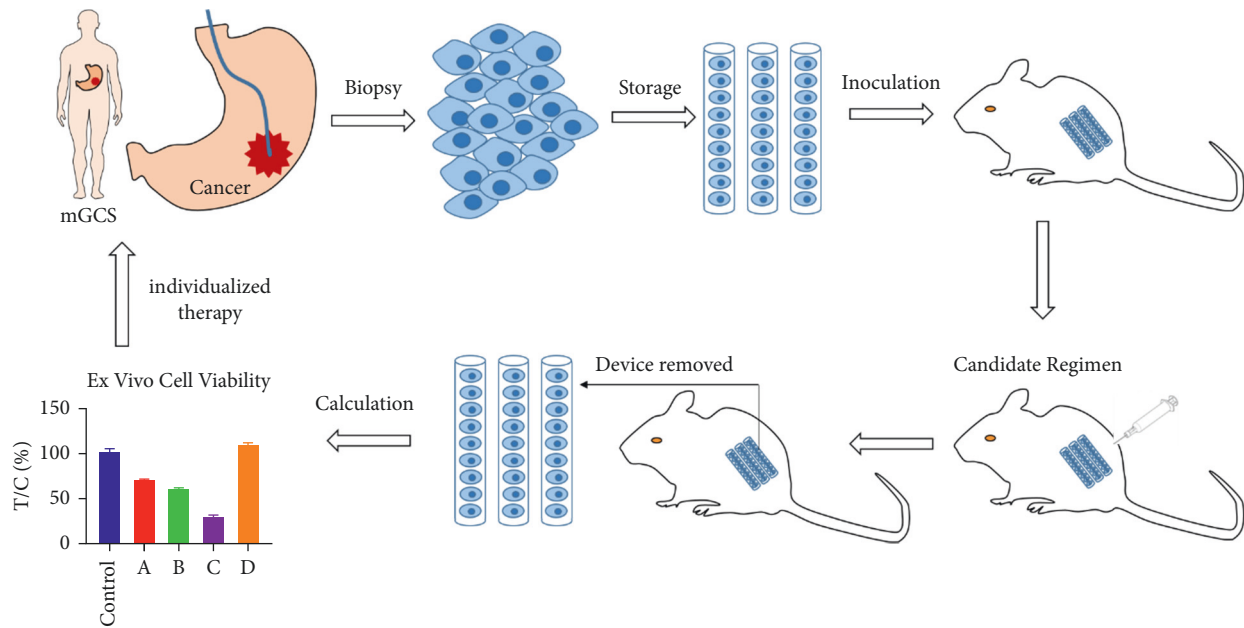 Biopsy
Storage
Inoculation
Cancer
mGCS
individualized
therapy
Candidate Regimen
Device removed
Calculation
Ex Vivo Cell Viability
T/C (%)
150
100
50
0
Control
A
B
C
D